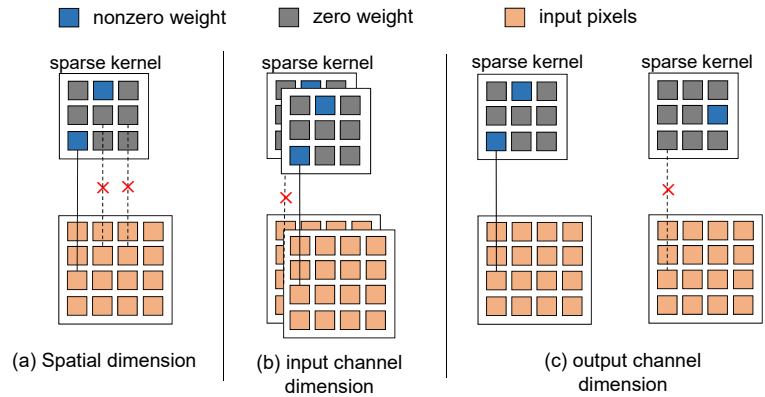 nonzero weight
zero weight
input pixels
sparse kernel
sparse kernel
sparse kernel
sparse kernel
(a) Spatial dimension
(b) input channel
dimension
(c) output channel
dimension